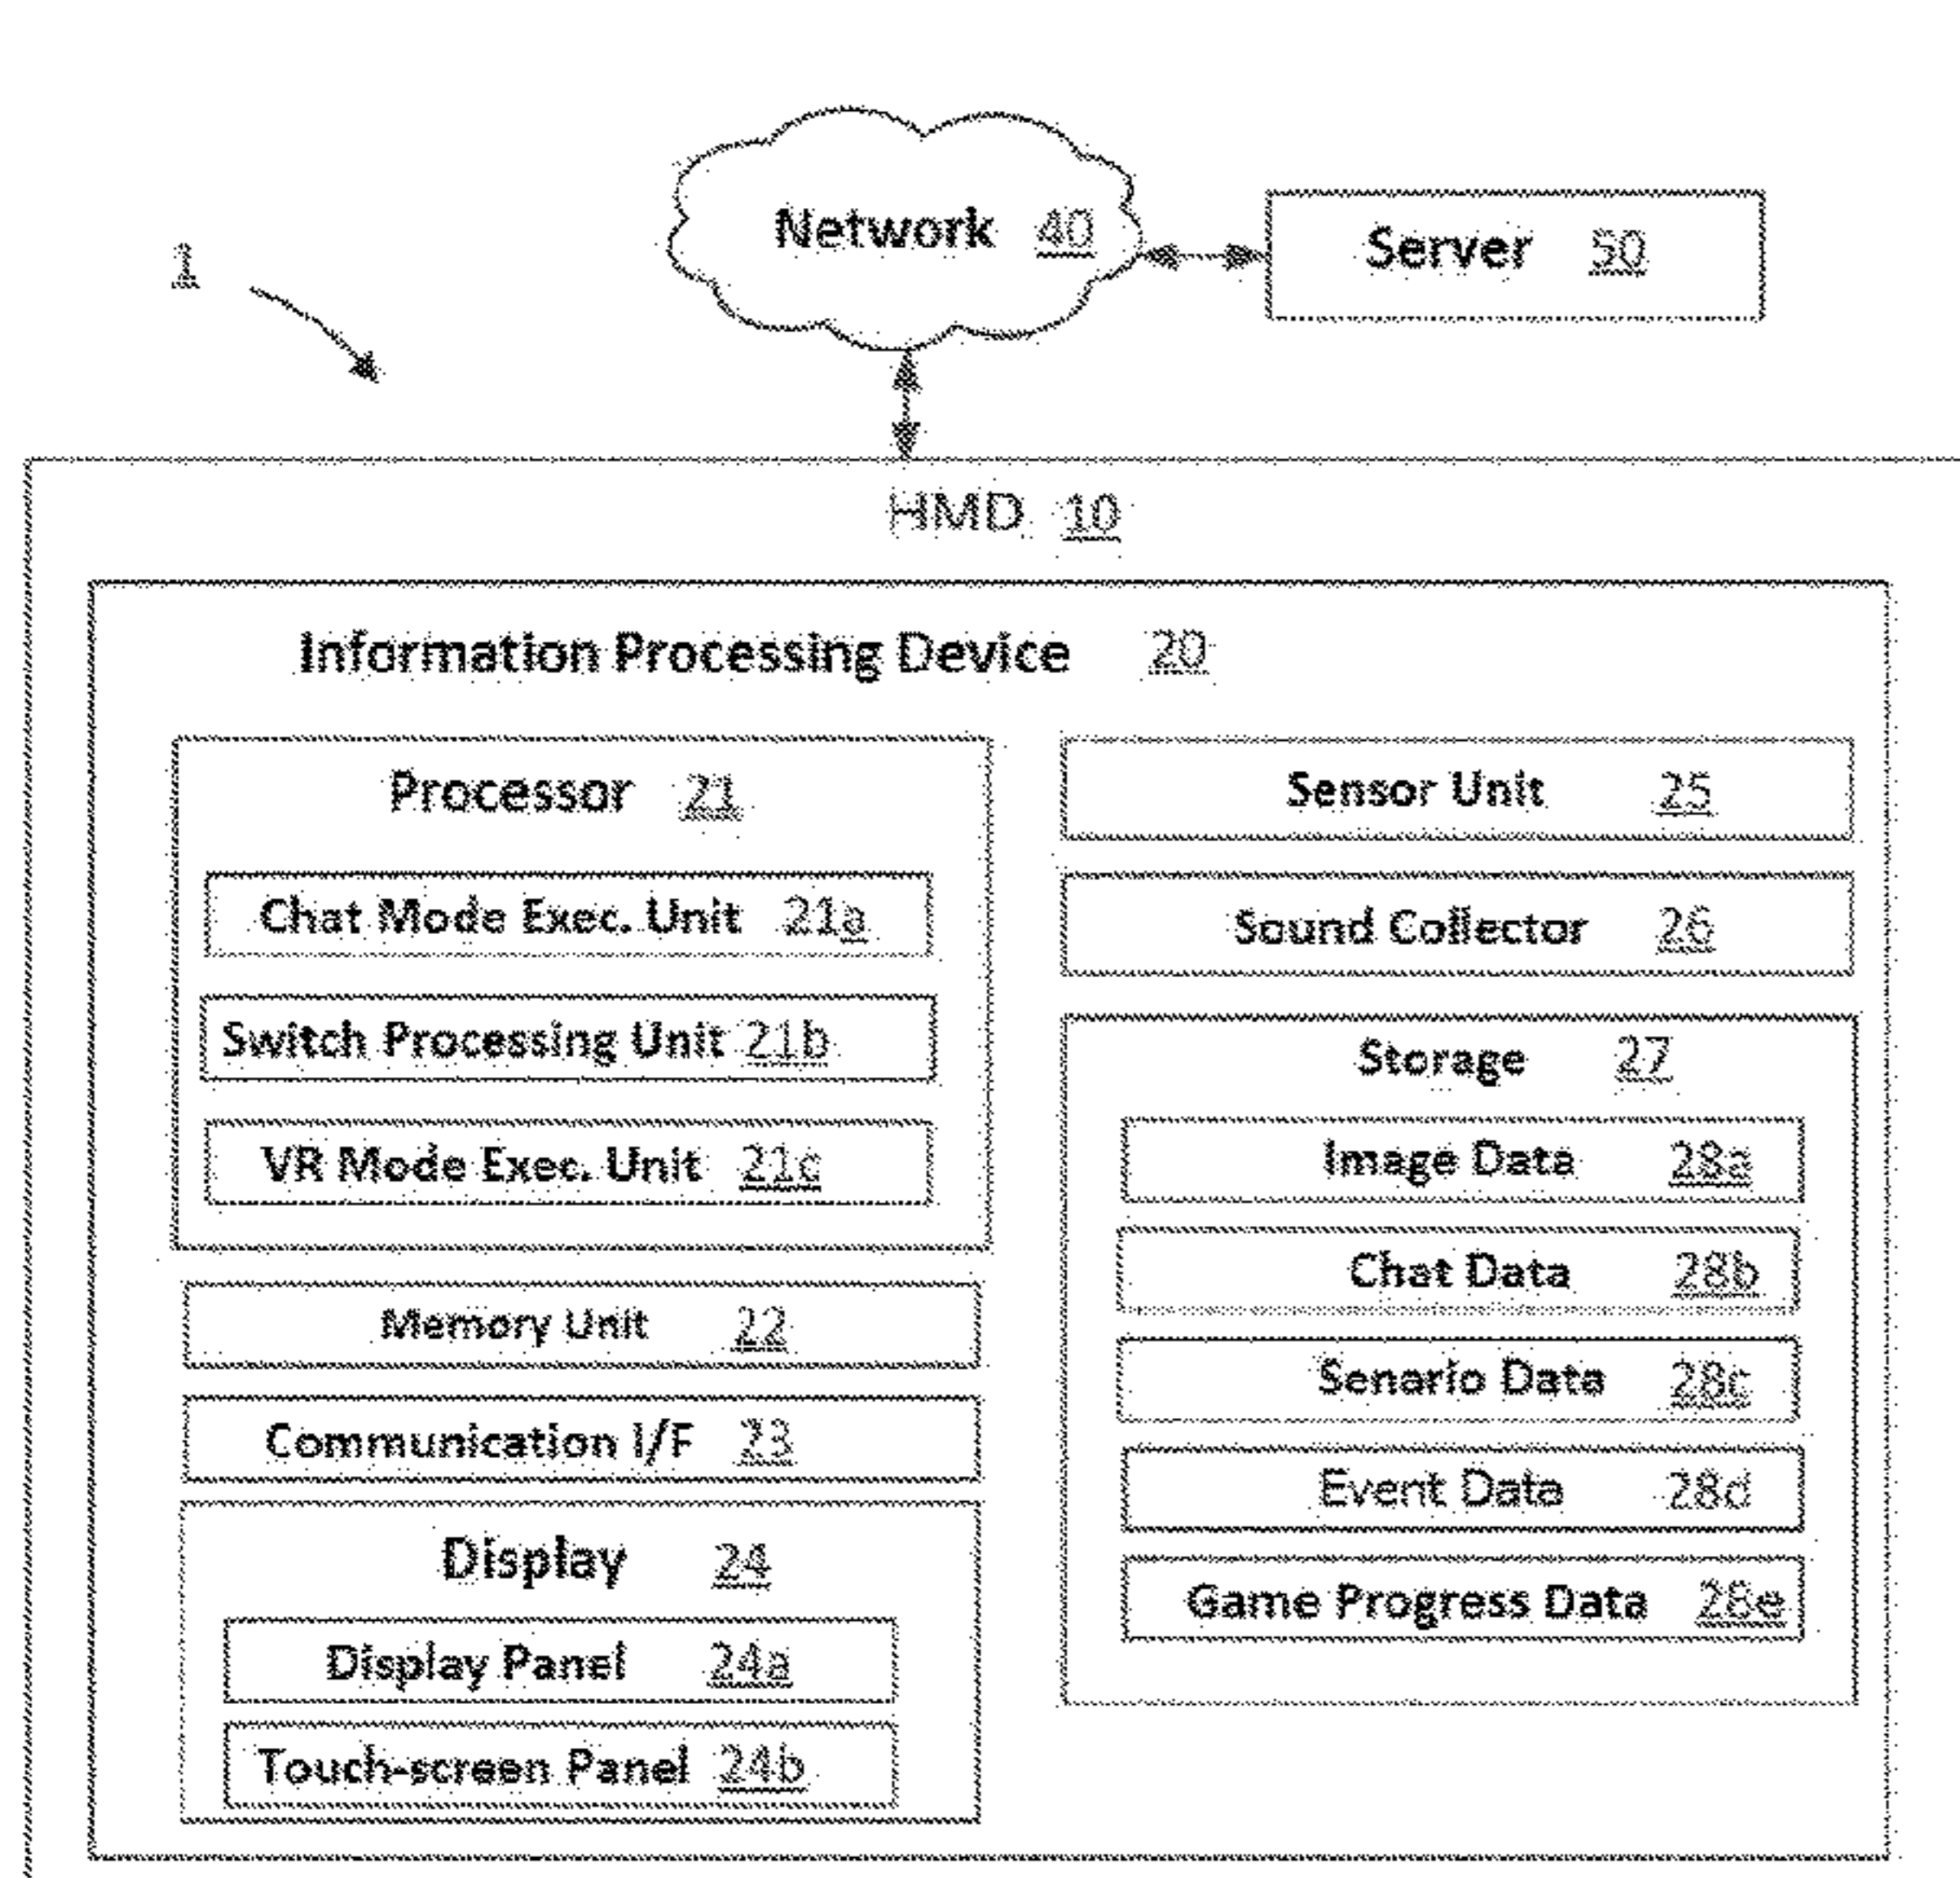 Network 40
Server 50
1
HMD 10
Information Processing Device 20
Processor 21
Chat Mode Exec. Unit 21a
Switch Processing Unit 21b
VR Mode Exec. Unit 21c
Memory Unit 22
Communication I/F 23
Display 24
Display Panel 24a
Touch-screen Panel 24b
Sensor Unit 25
Sound Collector 26
Storage 27
Image Data 28a
Chat Data 28b
Senario Data 28c
Event Data 28d
Game Progress Data 28e